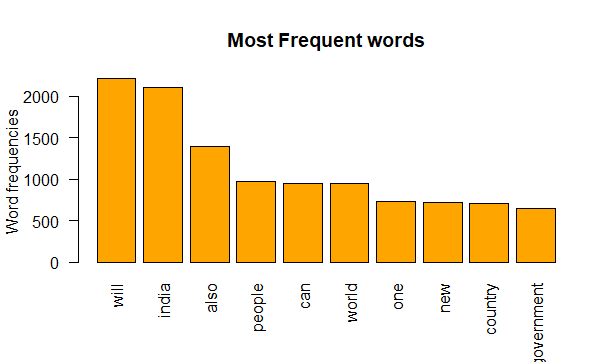 Most Frequent words
Word frequencies
2000
1500
1000
500
0
will
india
also
people
can
world
one
new
country
government